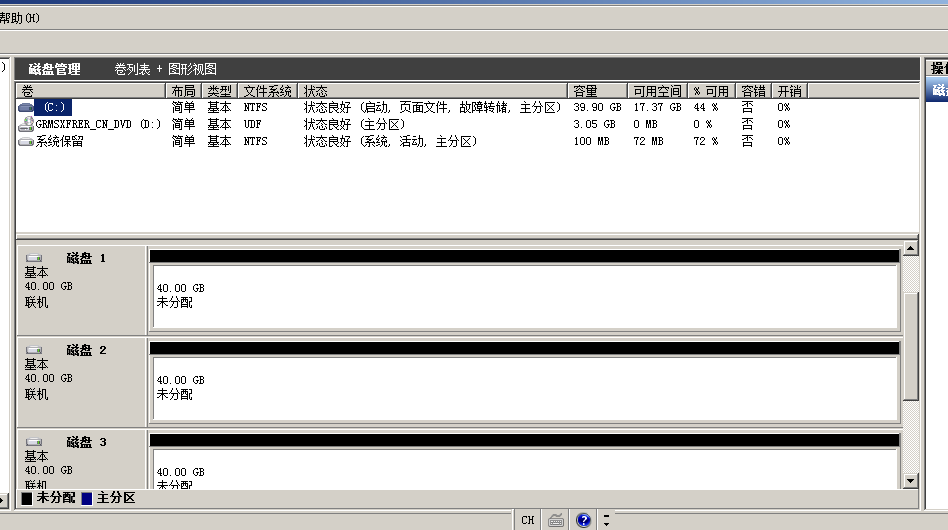 帮助(H)
磁盘管理 卷列表 + 图形视图
卷 布局 类型 文件系统 状态 容量 可用空间 % 可用 容错 开销
(C:) 简单 基本 NTFS 状态良好 (启动, 页面文件, 故障转储, 主分区) 39.90 GB 17.37 GB 44 % 否 0%
GRMSXFRER_CN_DVD (D:) 简单 基本 UDF 状态良好 (主分区) 3.05 GB 0 MB 0 % 否 0%
系统保留 简单 基本 NTFS 状态良好 (系统, 活动, 主分区) 100 MB 72 MB 72 % 否 0%
磁盘 1
基本
40.00 GB
联机
40.00 GB
未分配
磁盘 2
基本
40.00 GB
联机
40.00 GB
未分配
磁盘 3
基本
40.00 GB
联机
40.00 GB
未分配
未分配 主分区
CH